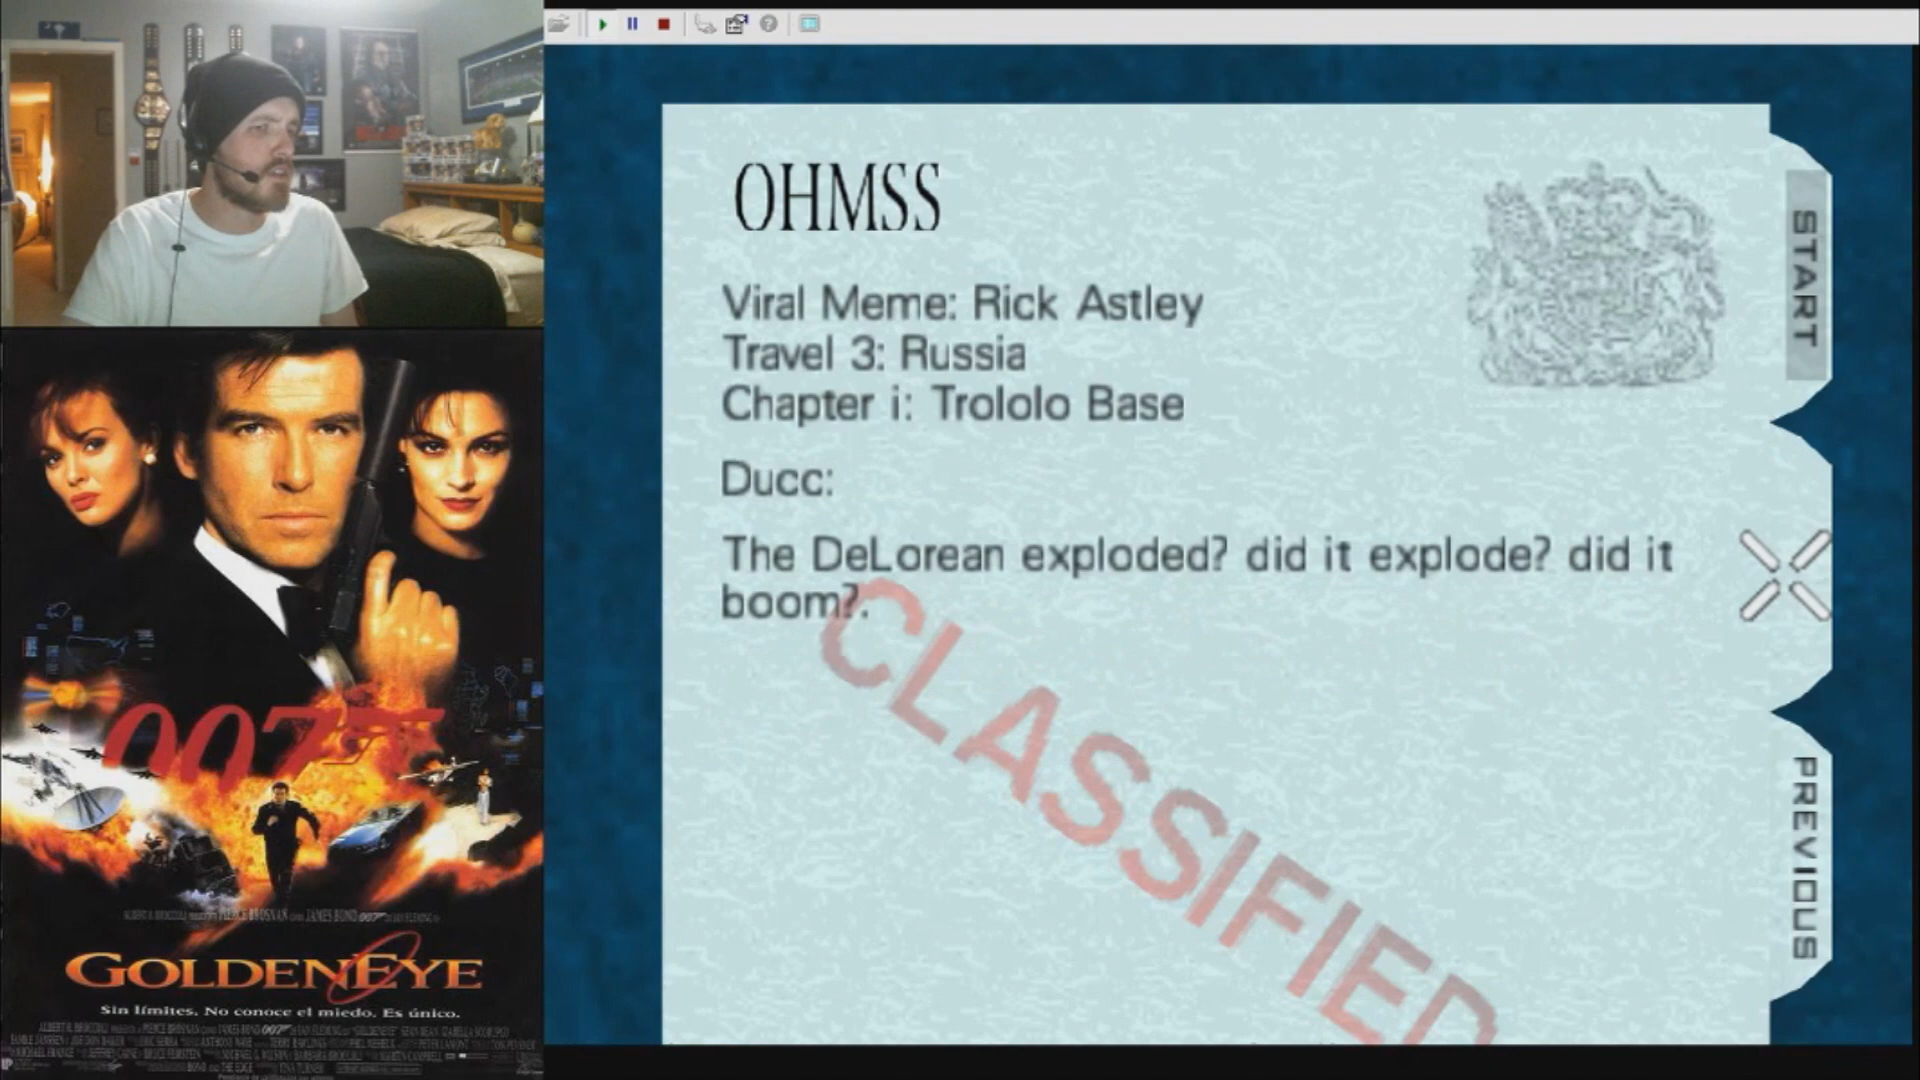 OHMSS
Viral Meme: Rick Astley
Travel 3: Russia
Chapter i: Trololo Base
Ducc:
The DeLorean exploded? did it explode? did it
boom?.
CLASSIFIED
START
PREVIOUS
007
GOLDENEYE
Sin límites. No conoce el miedo. Es único.